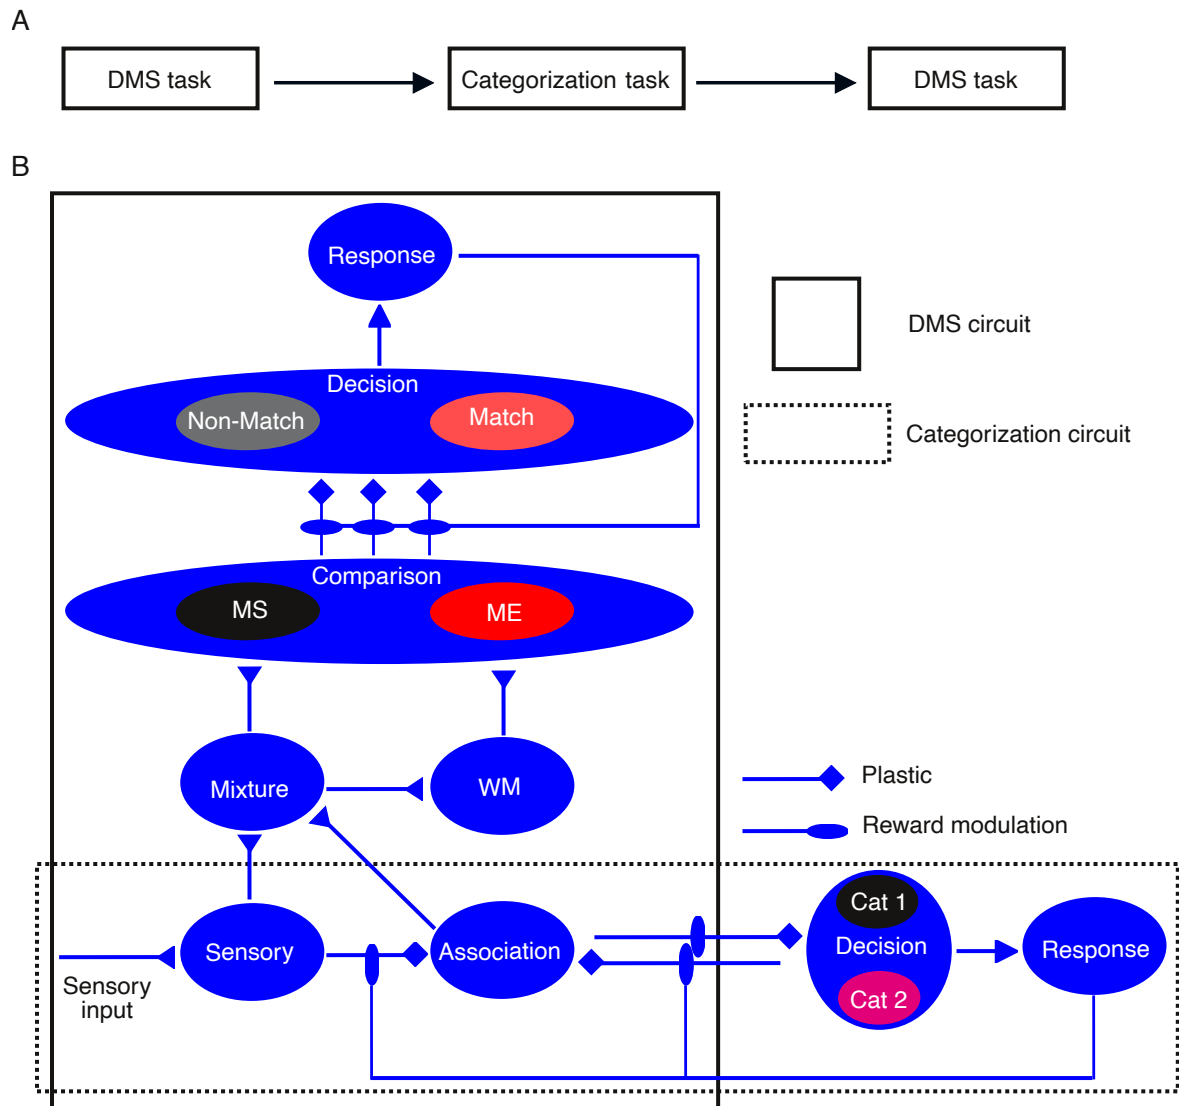 A
DMS task
Categorization task
DMS task
B
Response
Decision
Non-Match
Match
DMS circuit
Categorization circuit
Comparison
MS
ME
Mixture
WM
Plastic
Reward modulation
Sensory
Association
Cat 1
Decision
Cat 2
Response
Sensory
input